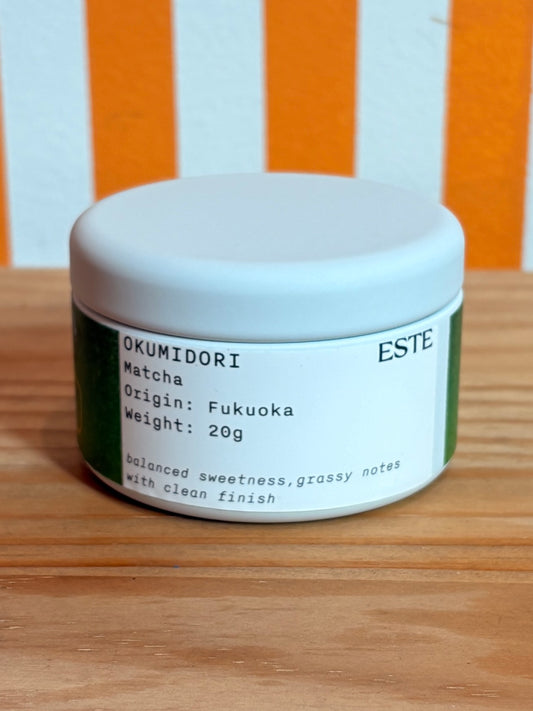 OKUMIDORI
ESTE
Matcha
Origin: Fukuoka
Weight: 20g
balanced sweetness,grassy notes
with clean finish